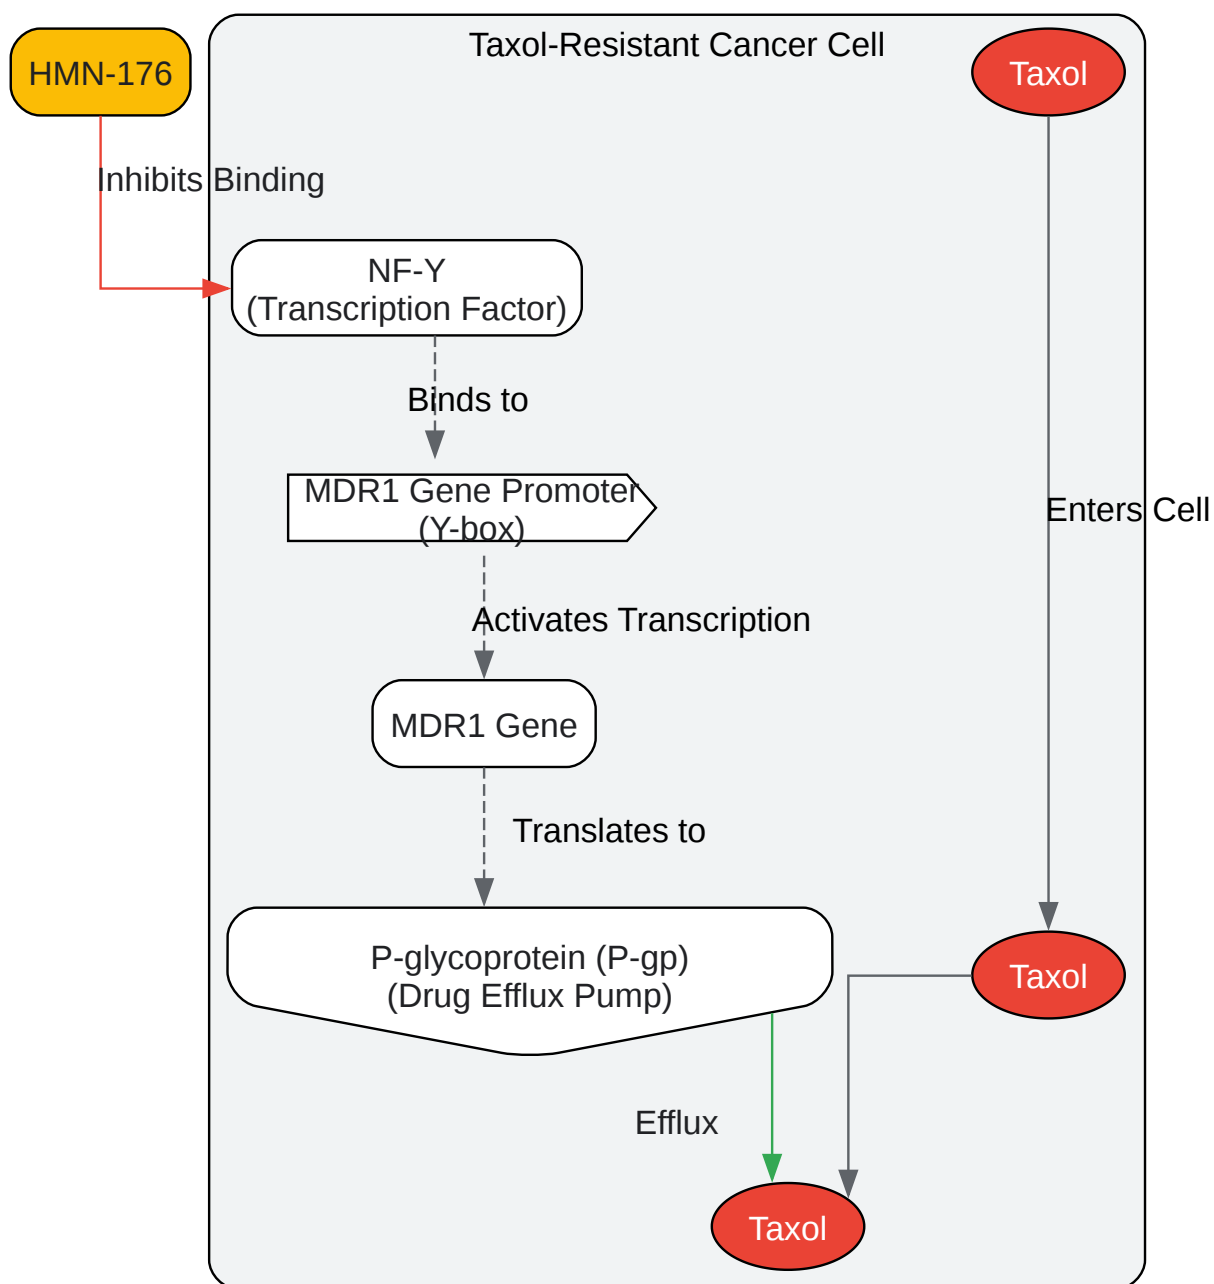 Taxol-Resistant Cancer Cell
HMN-176
Taxol
Inhibits Binding
NF-Y
(Transcription Factor)
Binds to
MDR1 Gene Promoter
(Y-box)
Enters Cell
Activates Transcription
MDR1 Gene
Translates to
P-glycoprotein (P-gp)
(Drug Efflux Pump)
Taxol
Efflux
Taxol